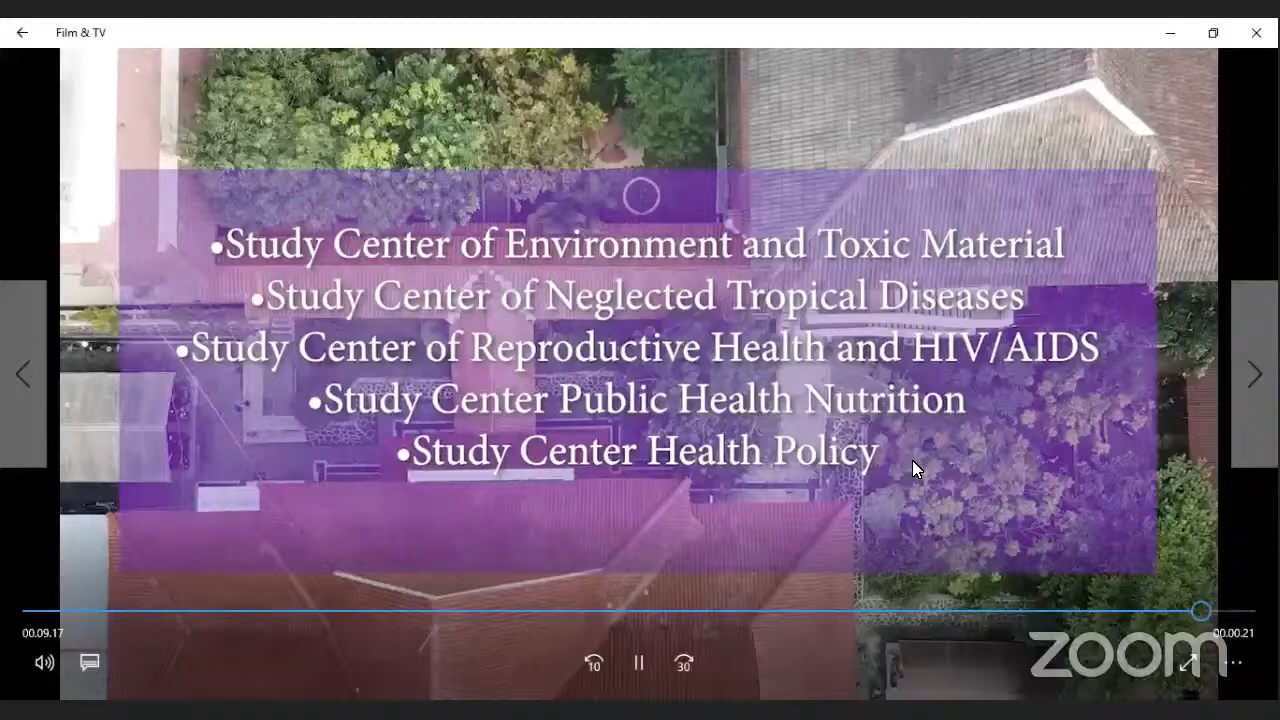 Film & TV
•Study Center of Environment and Toxic Material
•Study Center of Neglected Tropical Diseases
•Study Center of Reproductive Health and HIV/AIDS
•Study Center Public Health Nutrition
•Study Center Health Policy
00.09.17
00.00.21
10
30
zoom